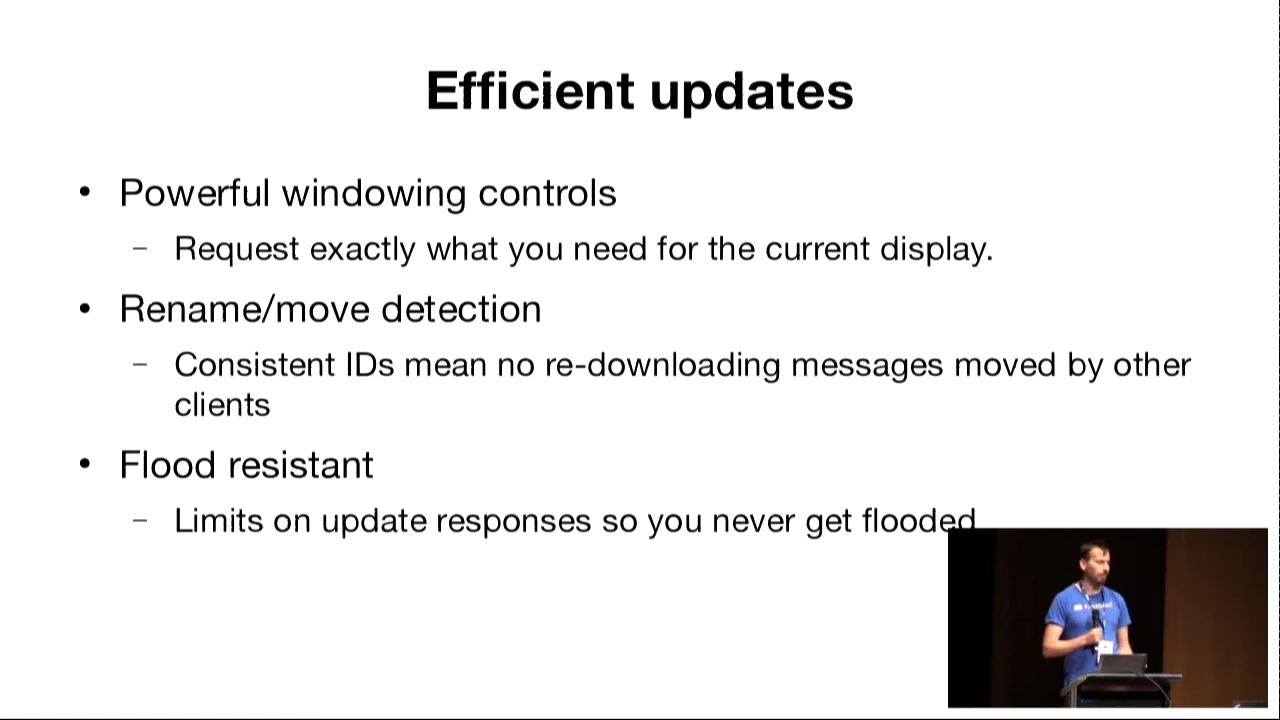 Efficient updates
• Powerful windowing controls
– Request exactly what you need for the current display.
• Rename/move detection
– Consistent IDs mean no re-downloading messages moved by other
clients
• Flood resistant
– Limits on update responses so you never get flooded